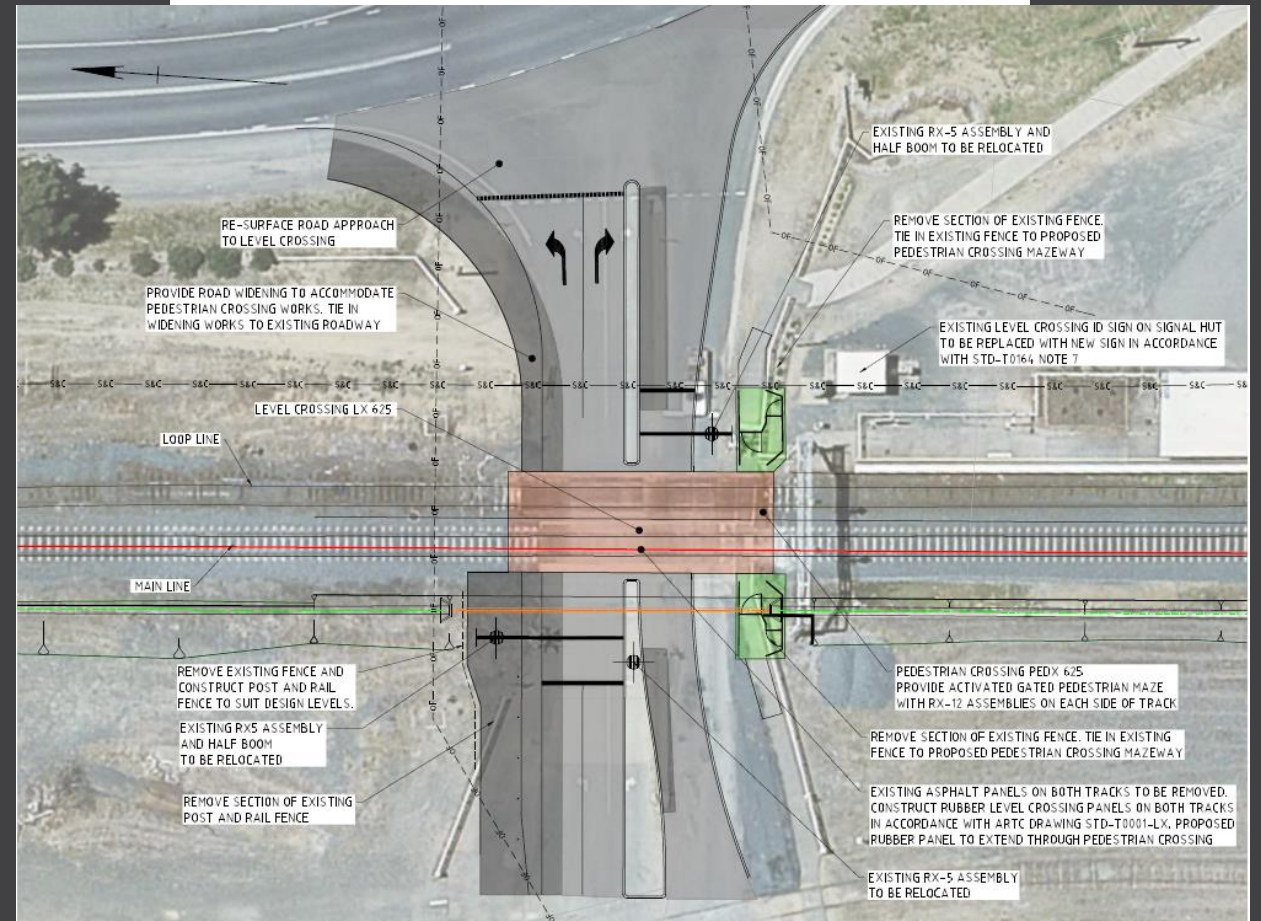 EXISTING RX-5 ASSEMBLY AND
HALF BOOM TO BE RELOCATED
RE-SURFACE ROAD APPROACH
TO LEVEL CROSSING
REMOVE SECTION OF EXISTING FENCE.
TIE IN EXISTING FENCE TO PROPOSED
PEDESTRIAN CROSSING MAZEWAY
PROVIDE ROAD WIDENING TO ACCOMMODATE
PEDESTRIAN CROSSING WORKS. TIE IN
WIDENING WORKS TO EXISTING ROADWAY
EXISTING LEVEL CROSSING ID SIGN ON SIGNAL HUT
TO BE REPLACED WITH NEW SIGN IN ACCORDANCE
WITH STD-T0164 NOTE 7
S&C S&C S&C S&C S&C S&C S&C S&C S&C S&C S&C S&C S&C S&C S&C S&C
LEVEL CROSSING LX 625
LOOP LINE
MAIN LINE
REMOVE EXISTING FENCE AND
CONSTRUCT POST AND RAIL
FENCE TO SUIT DESIGN LEVELS.
EXISTING RX5 ASSEMBLY
AND HALF BOOM
TO BE RELOCATED
REMOVE SECTION OF EXISTING
POST AND RAIL FENCE
PEDESTRIAN CROSSING PEDX 625
PROVIDE ACTIVATED GATED PEDESTRIAN MAZE
WITH RX-12 ASSEMBLIES ON EACH SIDE OF TRACK
REMOVE SECTION OF EXISTING FENCE. TIE IN EXISTING
FENCE TO PROPOSED PEDESTRIAN CROSSING MAZEWAY
EXISTING ASPHALT PANELS ON BOTH TRACKS TO BE REMOVED.
CONSTRUCT RUBBER LEVEL CROSSING PANELS ON BOTH TRACKS
IN ACCORDANCE WITH ARTC DRAWING STD-T0001-LX. PROPOSED
RUBBER PANEL TO EXTEND THROUGH PEDESTRIAN CROSSING
EXISTING RX-5 ASSEMBLY
TO BE RELOCATED